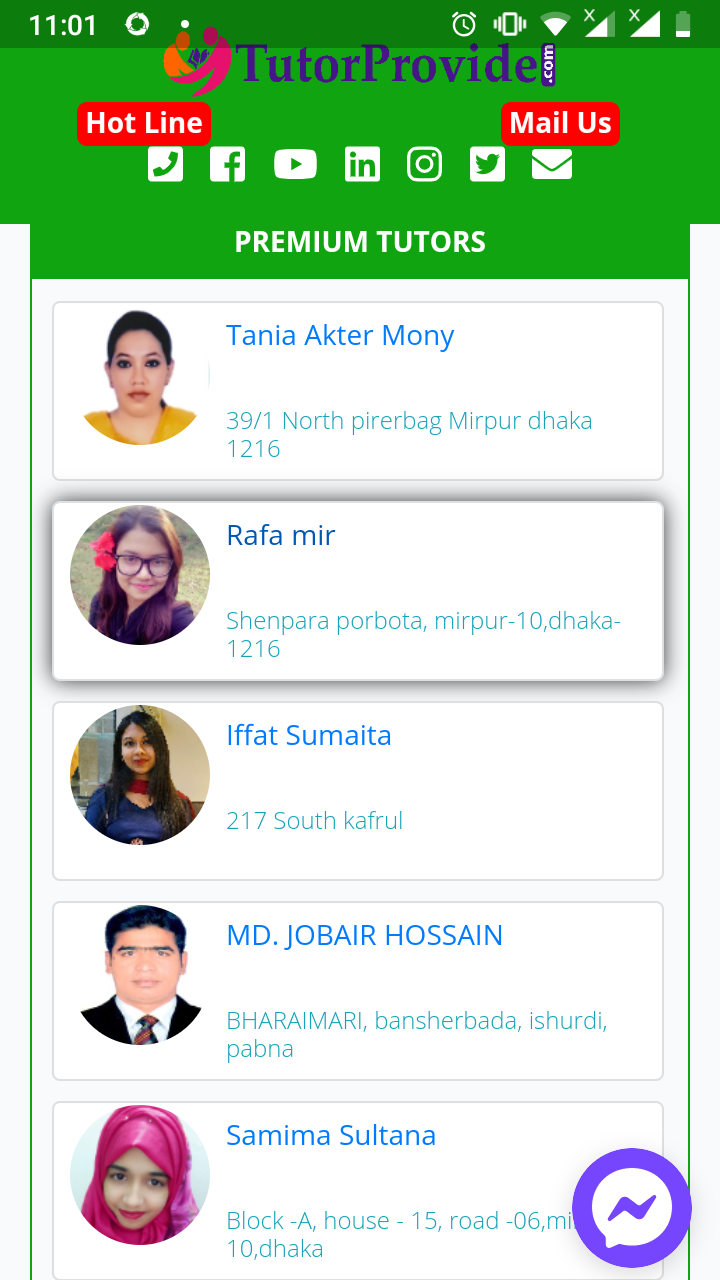 11:01
TutorProvide.com
Hot Line
Mail Us
PREMIUM TUTORS
Tania Akter Mony
39/1 North pirerbag Mirpur dhaka
1216
Rafa mir
Shenpara porbota, mirpur-10,dhaka-
1216
Iffat Sumaita
217 South kafrul
MD. JOBAIR HOSSAIN
BHARAIMARI, bansherbada, ishurdi,
pabna
Samima Sultana
Block -A, house - 15, road -06,
10,dhaka